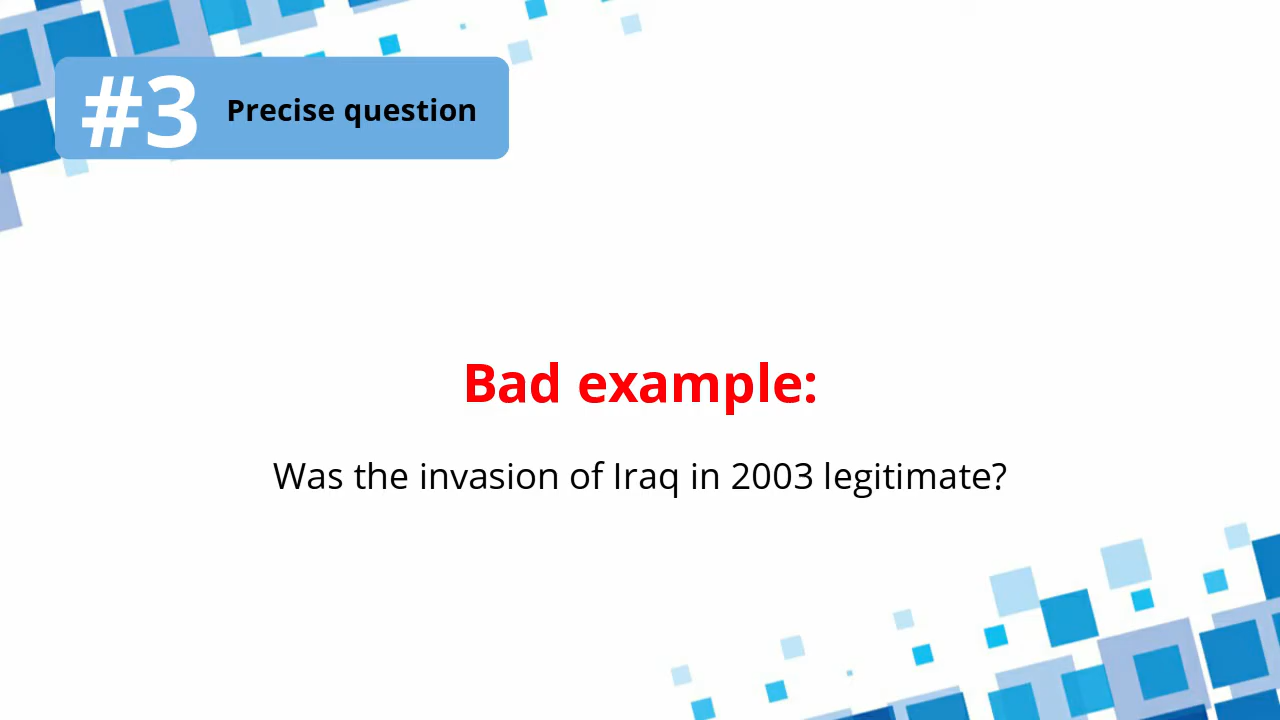 #3 Precise question
Bad example:
Was the invasion of Iraq in 2003 legitimate?